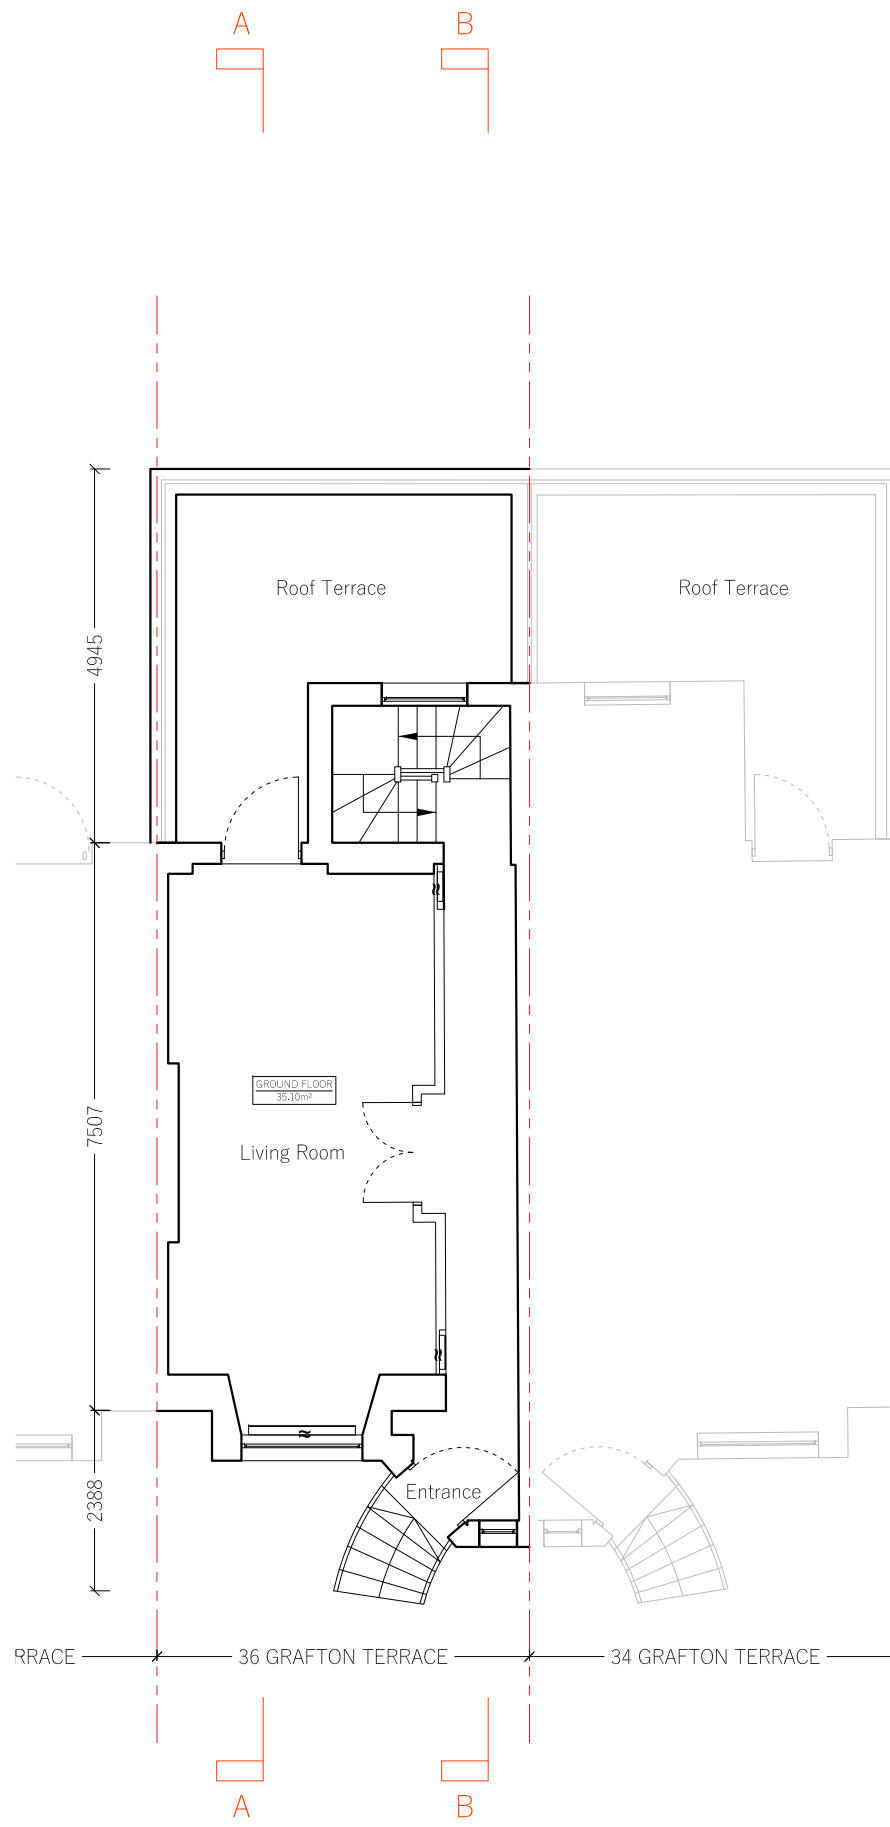 A
B
Roof Terrace
Roof Terrace
4945
GROUND FLOOR
35.10m²
7507
Living Room
2388
Entrance
RRACE
36 GRAFTON TERRACE
34 GRAFTON TERRACE
A
B